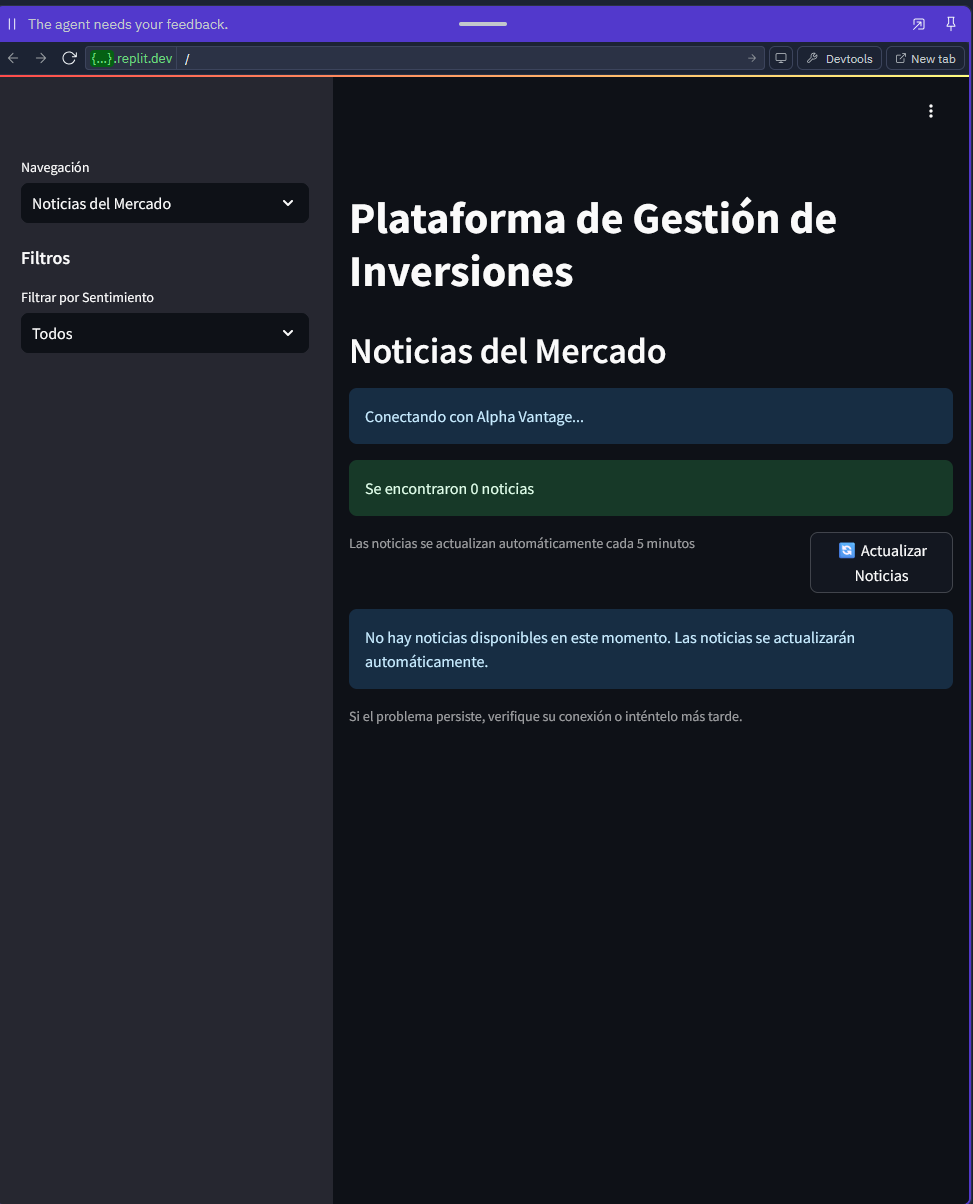 The agent needs your feedback.
{...}.replit.dev /
Devtools
New tab
Navegación
Noticias del Mercado
Filtros
Filtrar por Sentimiento
Todos
Plataforma de Gestión de
Inversiones
Noticias del Mercado
Conectando con Alpha Vantage...
Se encontraron 0 noticias
Las noticias se actualizan automáticamente cada 5 minutos
Actualizar
Noticias
No hay noticias disponibles en este momento. Las noticias se actualizarán
automáticamente.
Si el problema persiste, verifique su conexión o inténtelo más tarde.